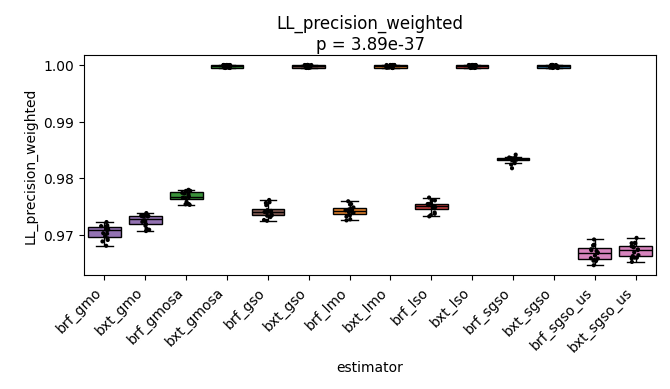 LL_precision_weighted
p = 3.89e-37
LL_precision_weighted
1.00
0.99
0.98
0.97
brf_gmo
bxt_gmo
brf_gmosa
bxt_gmosa
brf_gso
bxt_gso
brf_lmo
bxt_lmo
brf_lso
bxt_lso
brf_sgso
bxt_sgso
brf_sgso_us
bxt_sgso_us
estimator